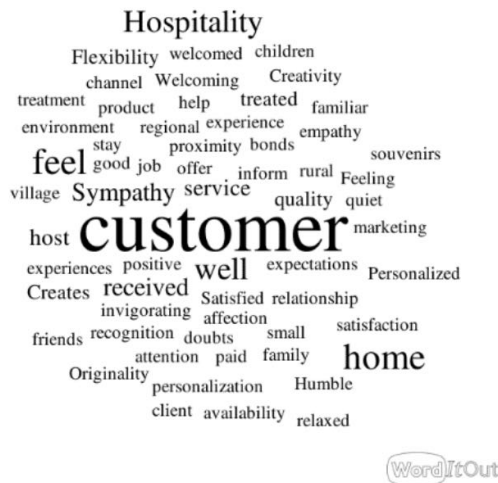 Hospitality
Flexibility welcomed children
channel Welcoming Creativity
treatment product help treated familiar
environment regional experience empathy
stay proximity bonds souvenirs
feel good job offer inform rural Feeling
village Sympathy service quality quiet
host customer marketing
experiences positive well expectations Personalized
Creates received Satisfied relationship
invigorating affection
friends recognition doubts small satisfaction
attention paid family home
Originality personalization Humble
client availability relaxed
WordItOut